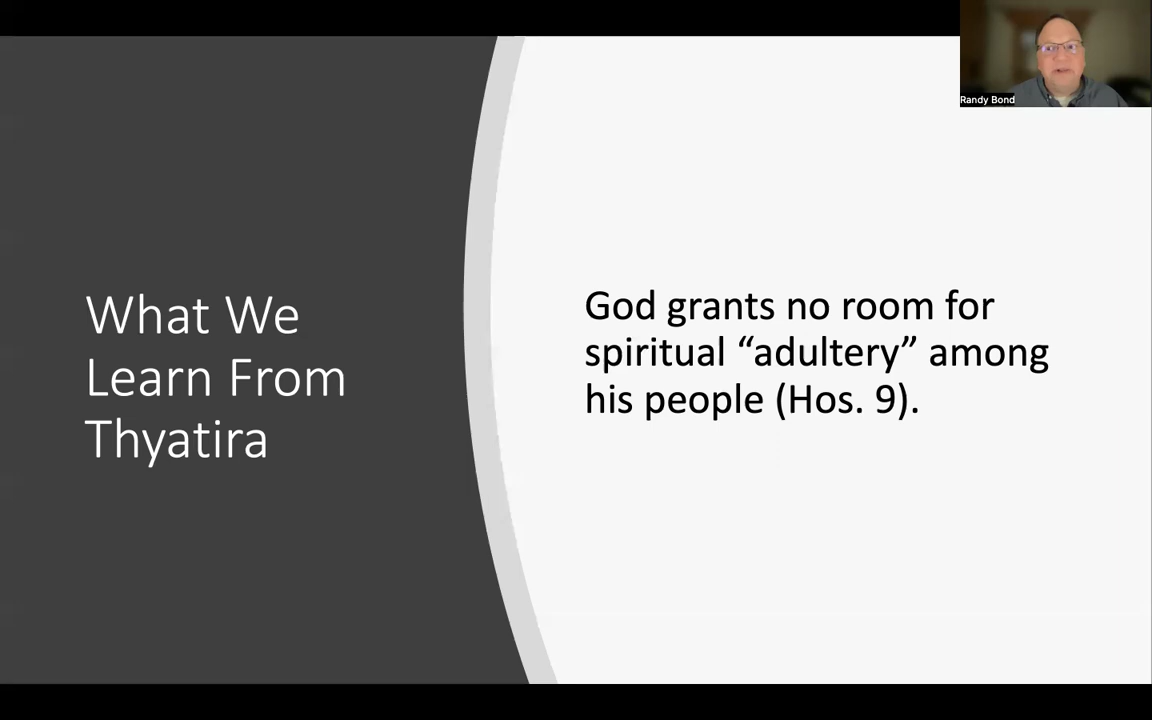 Randy Bond
What We
Learn From
Thyatira
God grants no room for
spiritual “adultery” among
his people (Hos. 9).